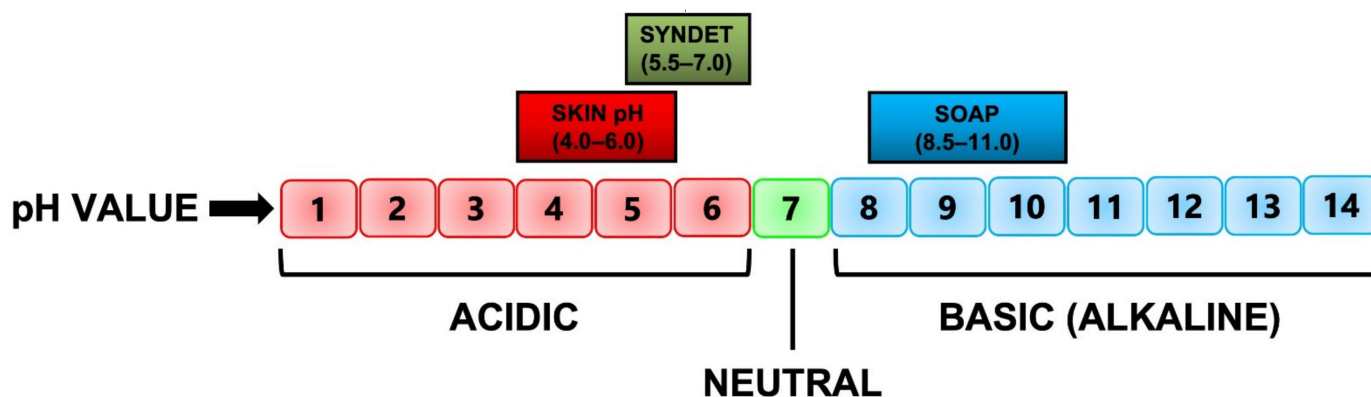 SYNDET
(5.5–7.0)
SKIN pH
(4.0–6.0)
SOAP
(8.5–11.0)
pH VALUE 1 2 3 4 5 6 7 8 9 10 11 12 13 14
ACIDIC
BASIC (ALKALINE)
NEUTRAL